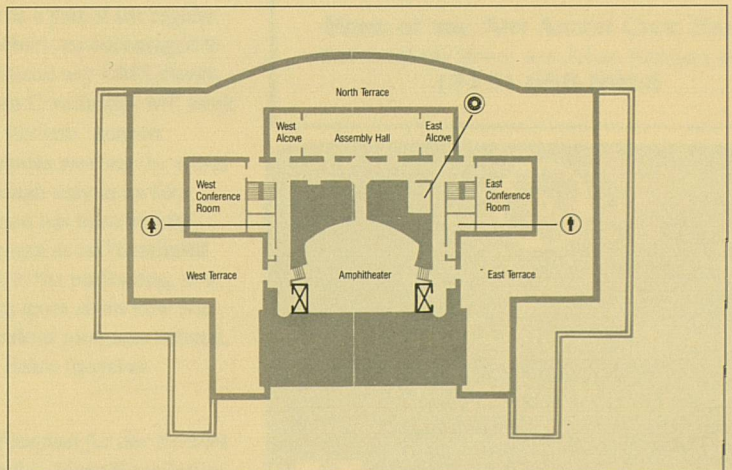 North Terrace
West
Alcove
Assembly Hall
East
Alcove
West
Conference
Room
East
Conference
Room
West Terrace
Amphitheater
East Terrace